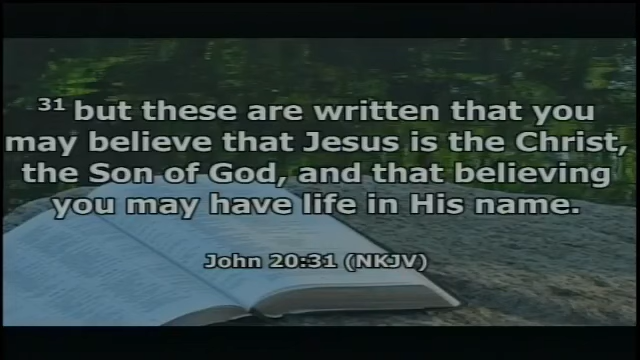 31 but these are written that you
may believe that Jesus is the Christ,
the Son of God, and that believing
you may have life in His name.
John 20:31 (NKJV)